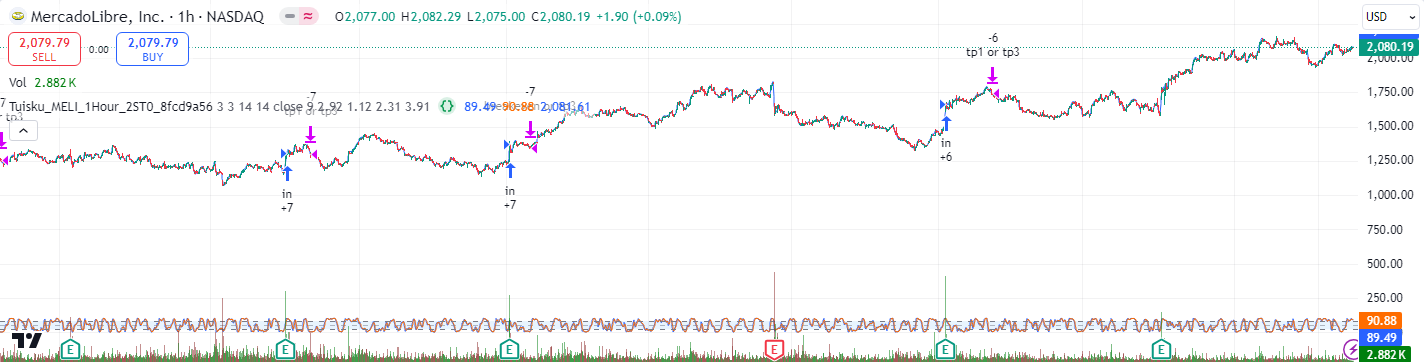 MercadoLibre, Inc. · 1h · NASDAQ O2,077.00 H2,082.29 L2,075.00 C2,080.19 +1.90 (+0.09%)
USD
2,079.79 0.00 2,079.79
SELL BUY
-6
tp1 or tp3
2,080.19
2,000.00
Vol 2.882 K
Tuisku_MELI_1Hour_2ST0_8fcd9a56 3 3 14 14 close 9 2.92 1.12 2.31 3.91 89.49 90.88 2,081.61
-7
tp1 or tp3
-7
1,750.00
1,500.00
1,250.00
1,000.00
750.00
500.00
250.00
in
+7
in
+7
in
+6
90.88
89.49
2.882 K
E E E E E E